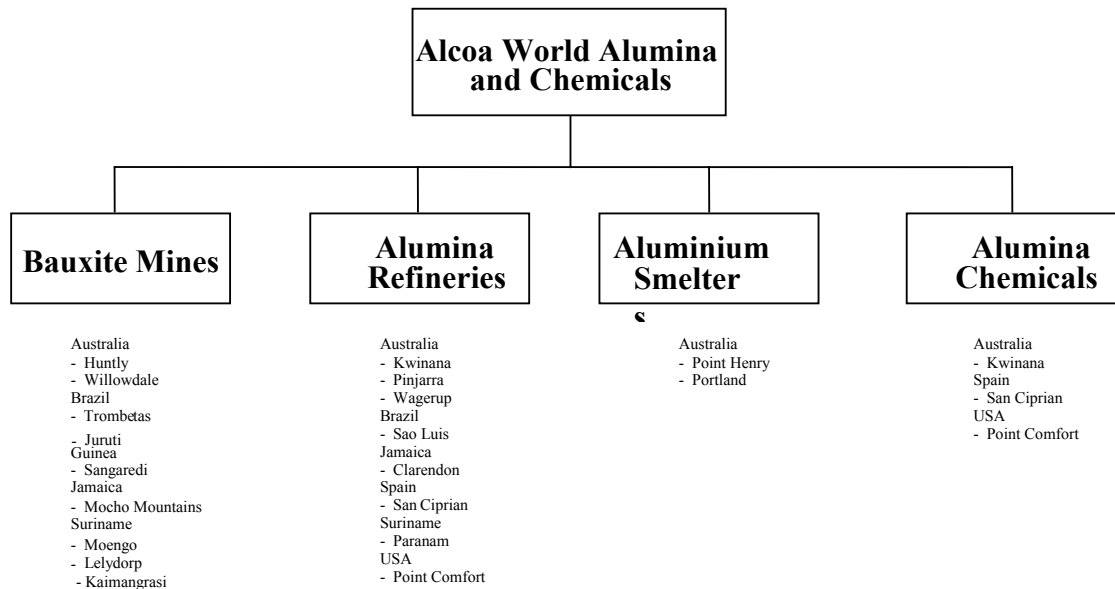 Alcoa World Alumina
and Chemicals
Bauxite Mines
Alumina
Refineries
Aluminium
Smelter
s
Alumina
Chemicals
Australia
- Huntly
- Willowdale
Brazil
- Trombetas
- Juruti
Guinea
- Sangaredi
Jamaica
- Mocho Mountains
Suriname
- Moengo
- Lelydorp
- Kaimangrasi
Australia
- Kwinana
- Pinjarra
- Wagerup
Brazil
- Sao Luis
Jamaica
- Clarendon
Spain
- San Ciprian
Suriname
- Paranam
USA
- Point Comfort
Australia
- Point Henry
- Portland
Australia
- Kwinana
Spain
- San Ciprian
USA
- Point Comfort